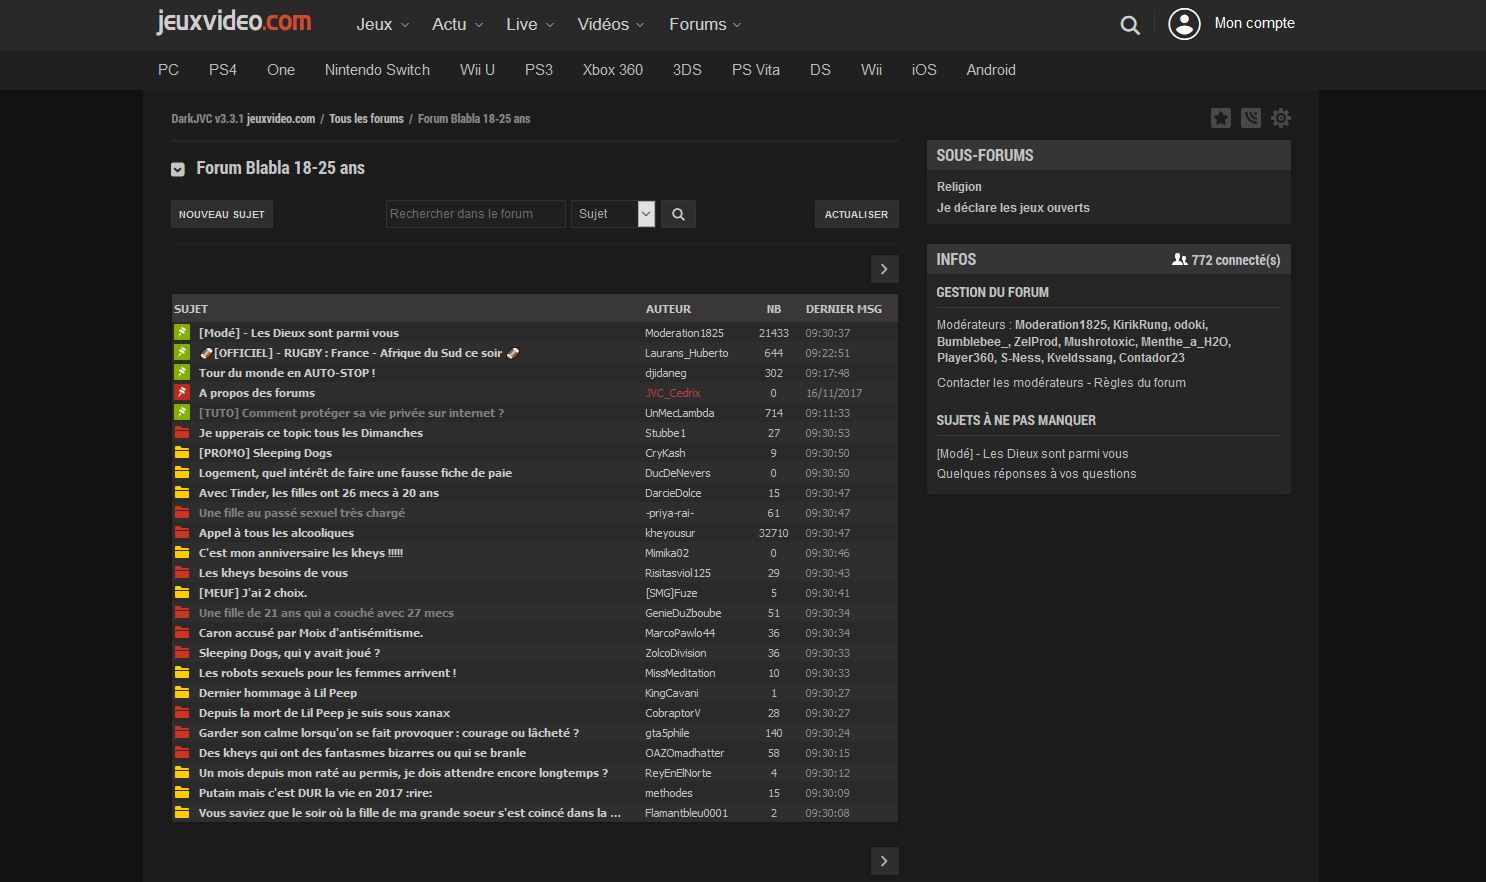 jeuxvideo.com Jeux Actu Live Vidéos Forums Mon compte
PC PS4 One Nintendo Switch Wii U PS3 Xbox 360 3DS PS Vita DS Wii iOS Android
DarkJVC v3.3.1 jeuxvideo.com / Tous les forums / Forum Blabla 18-25 ans
Forum Blabla 18-25 ans
NOUVEAU SUJET Rechercher dans le forum Sujet ACTUALISER
SUJET AUTEUR NB DERNIER MSG
[Modé] - Les Dieux sont parmi vous Moderation1825 21433 09:30:37
[OFFICIEL] - RUGBY : France - Afrique du Sud ce soir Laurans_Huberto 644 09:22:51
Tour du monde en AUTO-STOP ! djidaneg 302 09:17:48
A propos des forums JVC_Cedrix 0 16/11/2017
[TUTO] Comment protéger sa vie privée sur internet ? UnMecLambda 714 09:11:33
Je upperais ce topic tous les Dimanches Stubbe1 27 09:30:53
[PROMO] Sleeping Dogs CryKash 9 09:30:50
Logement, quel intérêt de faire une fausse fiche de paie DucDeNevers 0 09:30:50
Avec Tinder, les filles ont 26 mecs à 20 ans DarcieDolce 15 09:30:47
Une fille au passé sexuel très chargé -priya-rai- 61 09:30:47
Appel à tous les alcooliques kheyousur 32710 09:30:47
C'est mon anniversaire les kheys !!!!! Mimika02 0 09:30:46
Les kheys besoins de vous Risitasviol125 29 09:30:43
[MEUF] J'ai 2 choix. [SMG]Fuze 5 09:30:41
Une fille de 21 ans qui a couché avec 27 mecs GenieDuZboube 51 09:30:34
Caron accusé par Moix d'antisémitisme. MarcoPawlo44 36 09:30:34
Sleeping Dogs, qui y avait joué ? ZolcoDivision 36 09:30:33
Les robots sexuels pour les femmes arrivent ! MissMeditation 10 09:30:33
Dernier hommage à Lil Peep KingCavani 1 09:30:27
Depuis la mort de Lil Peep je suis sous xanax CobraptorV 28 09:30:27
Garder son calme lorsqu'on se fait provoquer : courage ou lâcheté ? gta5phile 140 09:30:24
Des kheys qui ont des fantasmes bizarres ou qui se branle OAZOmadhatter 58 09:30:15
Un mois depuis mon raté au permis, je dois attendre encore longtemps ? ReyEnElNorte 4 09:30:12
Putain mais c'est DUR la vie en 2017 :rire: methodes 15 09:30:09
Vous saviez que le soir où la fille de ma grande soeur s'est coincé dans la ... Flamantbleu0001 2 09:30:08
SOUS-FORUMS
Religion
Je déclare les jeux ouverts
INFOS 772 connecté(s)
GESTION DU FORUM
Modérateurs : Moderation1825, KirikRung, odoki,
Bumblebee_, ZelProd, Mushrotoxic, Menthe_a_H2O,
Player360, S-Ness, Kveldssang, Contador23
Contacter les modérateurs - Règles du forum
SUJETS À NE PAS MANQUER
[Modé] - Les Dieux sont parmi vous
Quelques réponses à vos questions